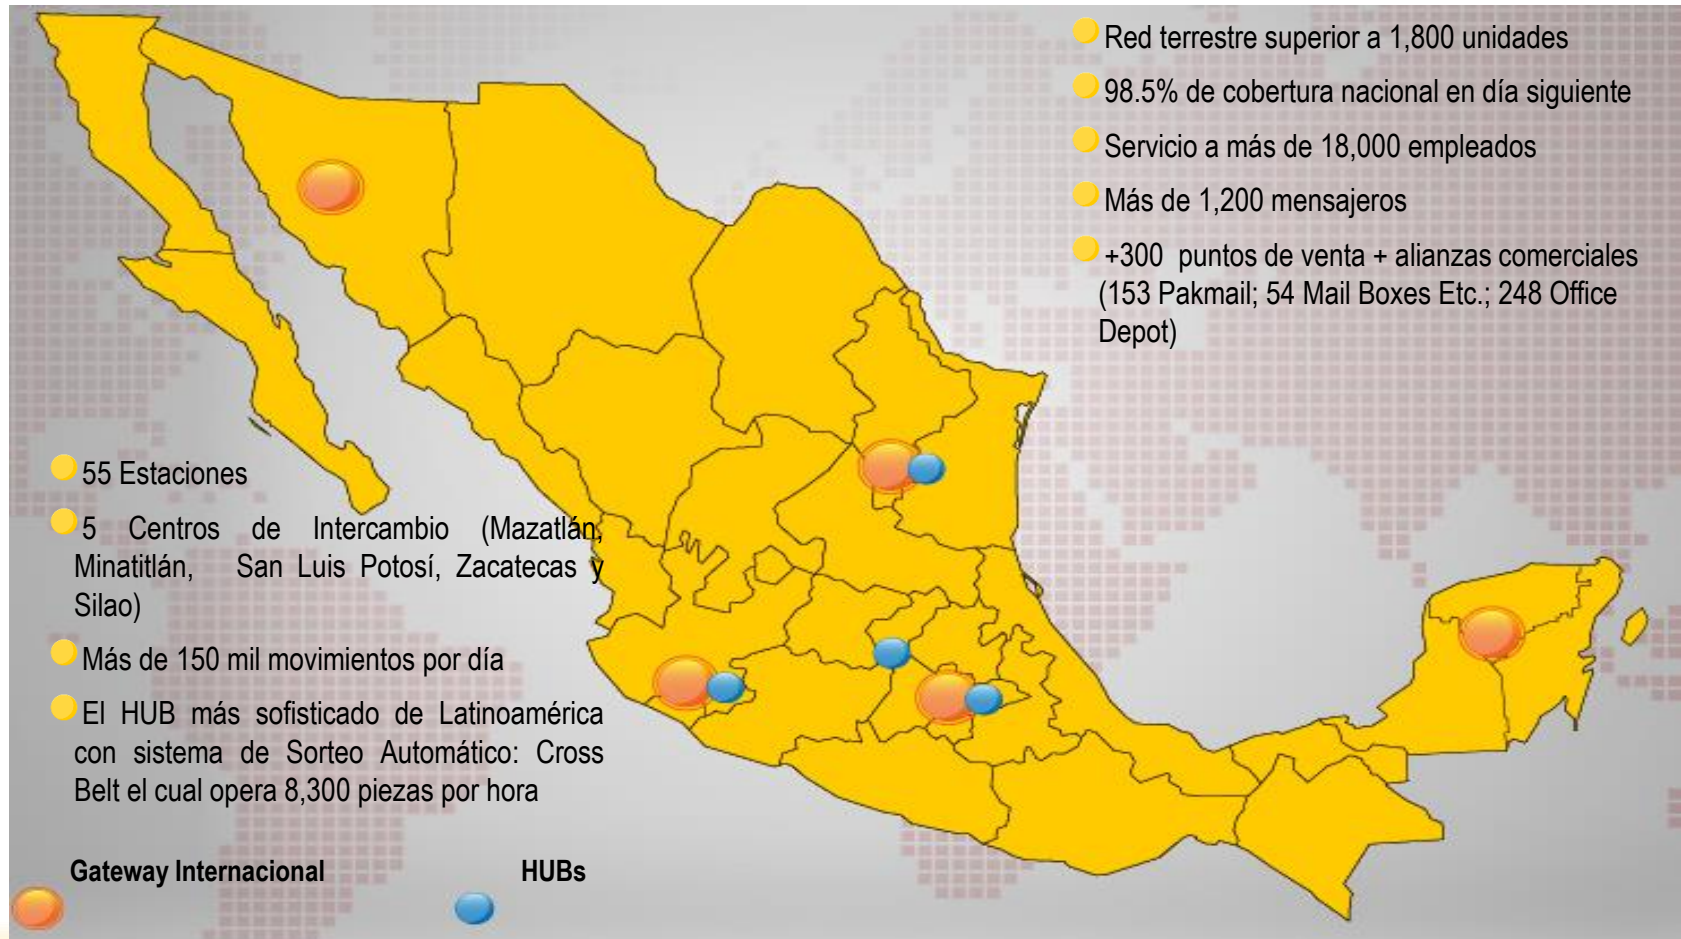 Red terrestre superior a 1,800 unidades
98.5% de cobertura nacional en día siguiente
Servicio a más de 18,000 empleados
Más de 1,200 mensajeros
+300 puntos de venta + alianzas comerciales
(153 Pakmail; 54 Mail Boxes Etc.; 248 Office
Depot)
55 Estaciones
5 Centros de Intercambio (Mazatlán,
Minatitlán, San Luis Potosí, Zacatecas y
Silao)
Más de 150 mil movimientos por día
El HUB más sofisticado de Latinoamérica
con sistema de Sorteo Automático: Cross
Belt el cual opera 8,300 piezas por hora
Gateway Internacional
HUBs